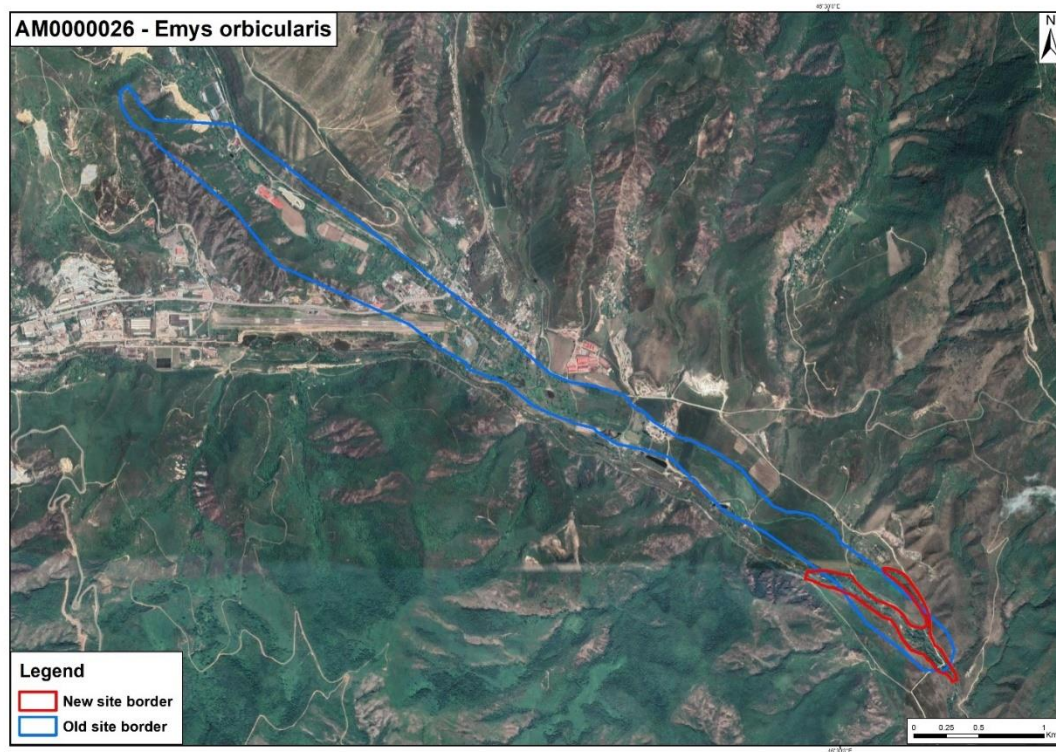 AM0000026 - Emys orbicularis
N
Legend
New site border
Old site border
0 0.25 0.5 1
Km